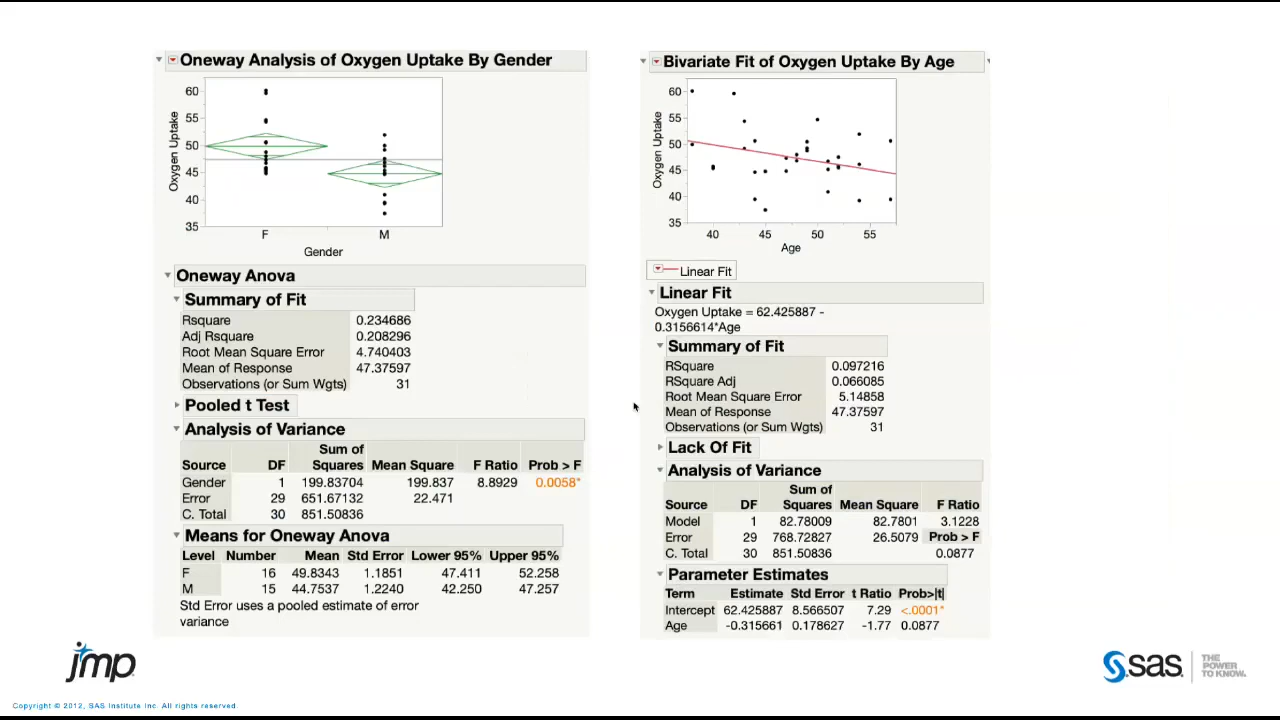 Oneway Analysis of Oxygen Uptake By Gender
Oxygen Uptake
60
55
50
45
40
35
F M
Gender
Oneway Anova
Summary of Fit
Rsquare 0.234686
Adj Rsquare 0.208296
Root Mean Square Error 4.740403
Mean of Response 47.37597
Observations (or Sum Wgts) 31
Pooled t Test
Analysis of Variance
Sum of
Source DF Squares Mean Square F Ratio Prob > F
Gender 1 199.83704 199.837 8.8929 0.0058*
Error 29 651.67132 22.471
C. Total 30 851.50836
Means for Oneway Anova
Level Number Mean Std Error Lower 95% Upper 95%
F 16 49.8343 1.1851 47.411 52.258
M 15 44.7537 1.2240 42.250 47.257
Std Error uses a pooled estimate of error
variance
Bivariate Fit of Oxygen Uptake By Age
Oxygen Uptake
60
55
50
45
40
35
40 45 50 55
Age
Linear Fit
Linear Fit
Oxygen Uptake = 62.425887 -
0.3156614*Age
Summary of Fit
RSquare 0.097216
RSquare Adj 0.066085
Root Mean Square Error 5.14858
Mean of Response 47.37597
Observations (or Sum Wgts) 31
Lack Of Fit
Analysis of Variance
Sum of
Source DF Squares Mean Square F Ratio
Model 1 82.78009 82.7801 3.1228
Error 29 768.72827 26.5079 Prob > F
C. Total 30 851.50836 0.0877
Parameter Estimates
Term Estimate Std Error t Ratio Prob>|t|
Intercept 62.425887 8.566507 7.29 <.0001*
Age -0.315661 0.178627 -1.77 0.0877
jmp
sas
THE
POWER
TO KNOW.
Copyright © 2012, SAS Institute Inc. All rights reserved.